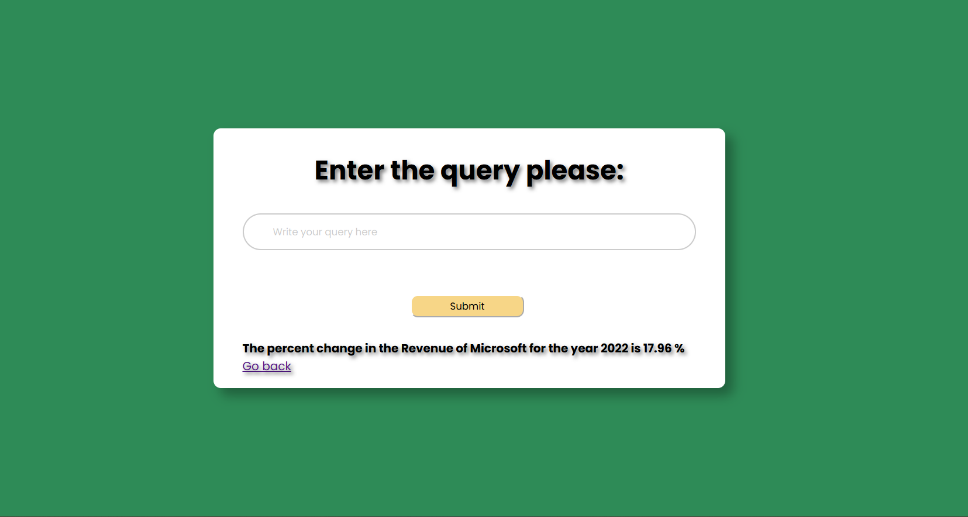 Enter the query please:
Write your query here
Submit
The percent change in the Revenue of Microsoft for the year 2022 is 17.96 %
Go back